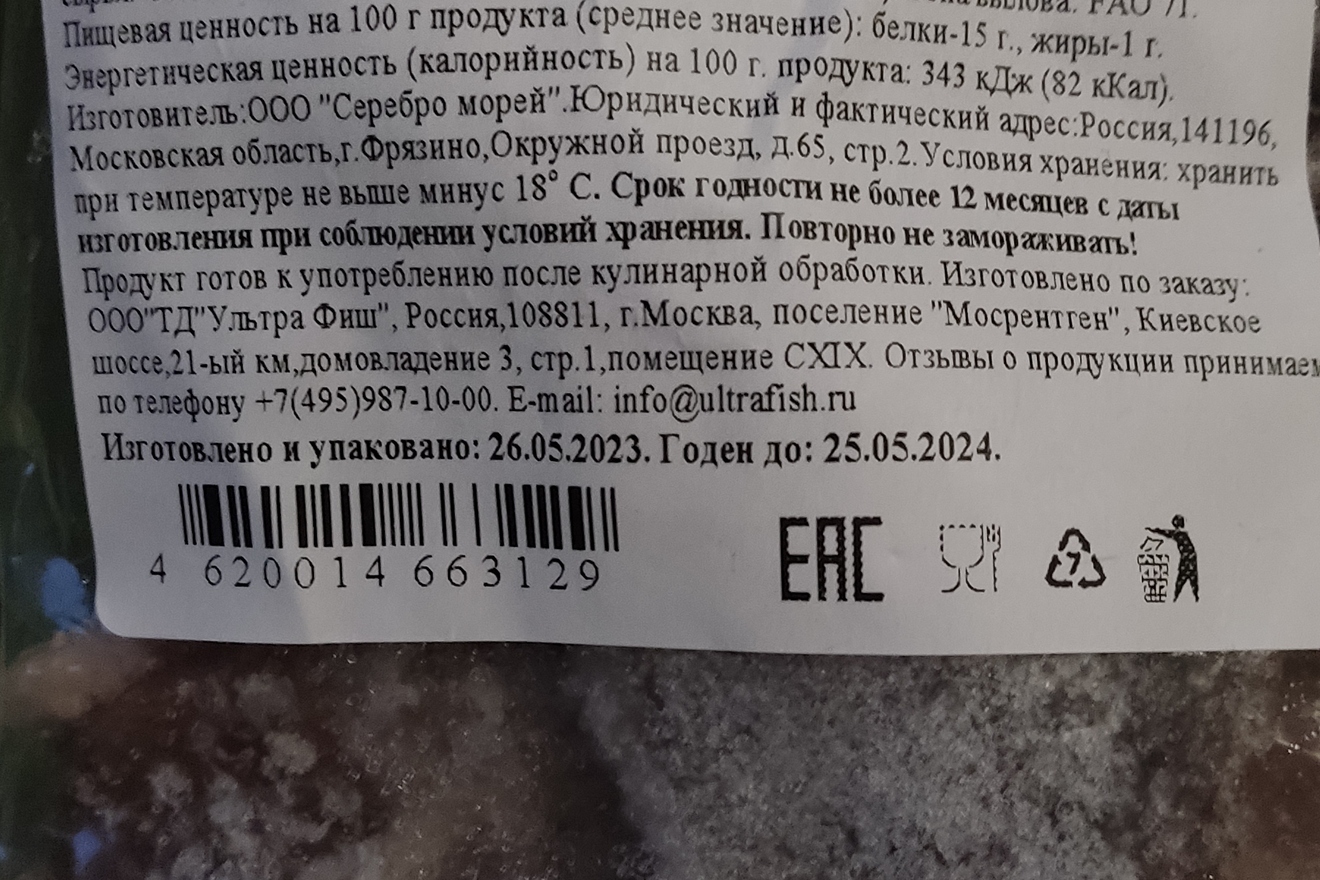 вылова: FAO 71.
Пищевая ценность на 100 г продукта (среднее значение): белки-15 г., жиры-1 г.
Энергетическая ценность (калорийность) на 100 г. продукта: 343 кДж (82 кКал).
Изготовитель:ООО "Серебро морей".Юридический и фактический адрес:Россия,141196,
Московская область,г.Фрязино,Окружной проезд, д.65, стр.2.Условия хранения: хранить
при температуре не выше минус 18° С. Срок годности не более 12 месяцев с даты
изготовления при соблюдении условий хранения. Повторно не замораживать!
Продукт готов к употреблению после кулинарной обработки. Изготовлено по заказу:
ООО"ТД"Ультра Фиш", Россия,108811, г.Москва, поселение "Мосрентген", Киевское
шоссе,21-ый км,домовладение 3, стр.1,помещение CXIX. Отзывы о продукции принимаем
по телефону +7(495)987-10-00. E-mail: info@ultrafish.ru
Изготовлено и упаковано: 26.05.2023. Годен до: 25.05.2024.
4 620014 663129
EAC
7